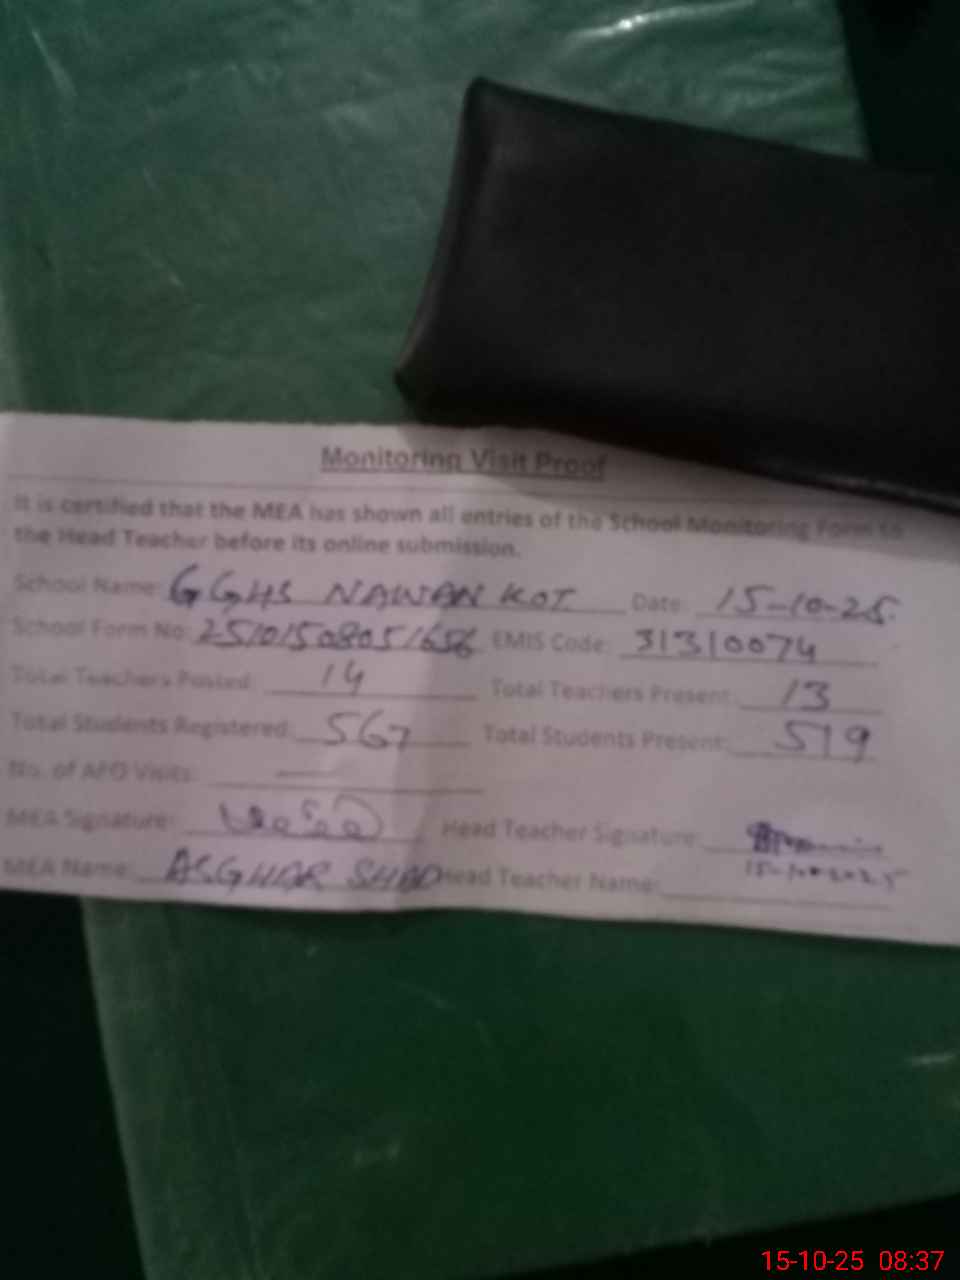 Monitoring Visit Proof
It is certified that the MEA has shown all entries of the School Monitoring Form to
the Head Teacher before its online submission.
School Name: GGHS NAWAN KOT Date: 15-10-25
School Form No: 2510150805 1656 EMIS Code: 31310074
Total Teachers Posted: 14 Total Teachers Present: 13
Total Students Registered: 567 Total Students Present: 519
No. of AEO Visits: —
MEA Signature: Head Teacher Signature:
15-10-2025
MEA Name: ASGHAR SHAD Head Teacher Name:
15-10-25 08:37